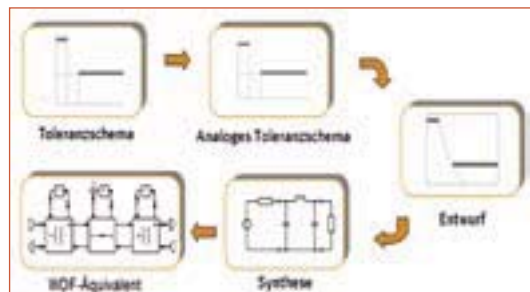 Toleranzschema
Analoges Toleranzschema
Entwurf
Synthese
WDF-Äquivalent